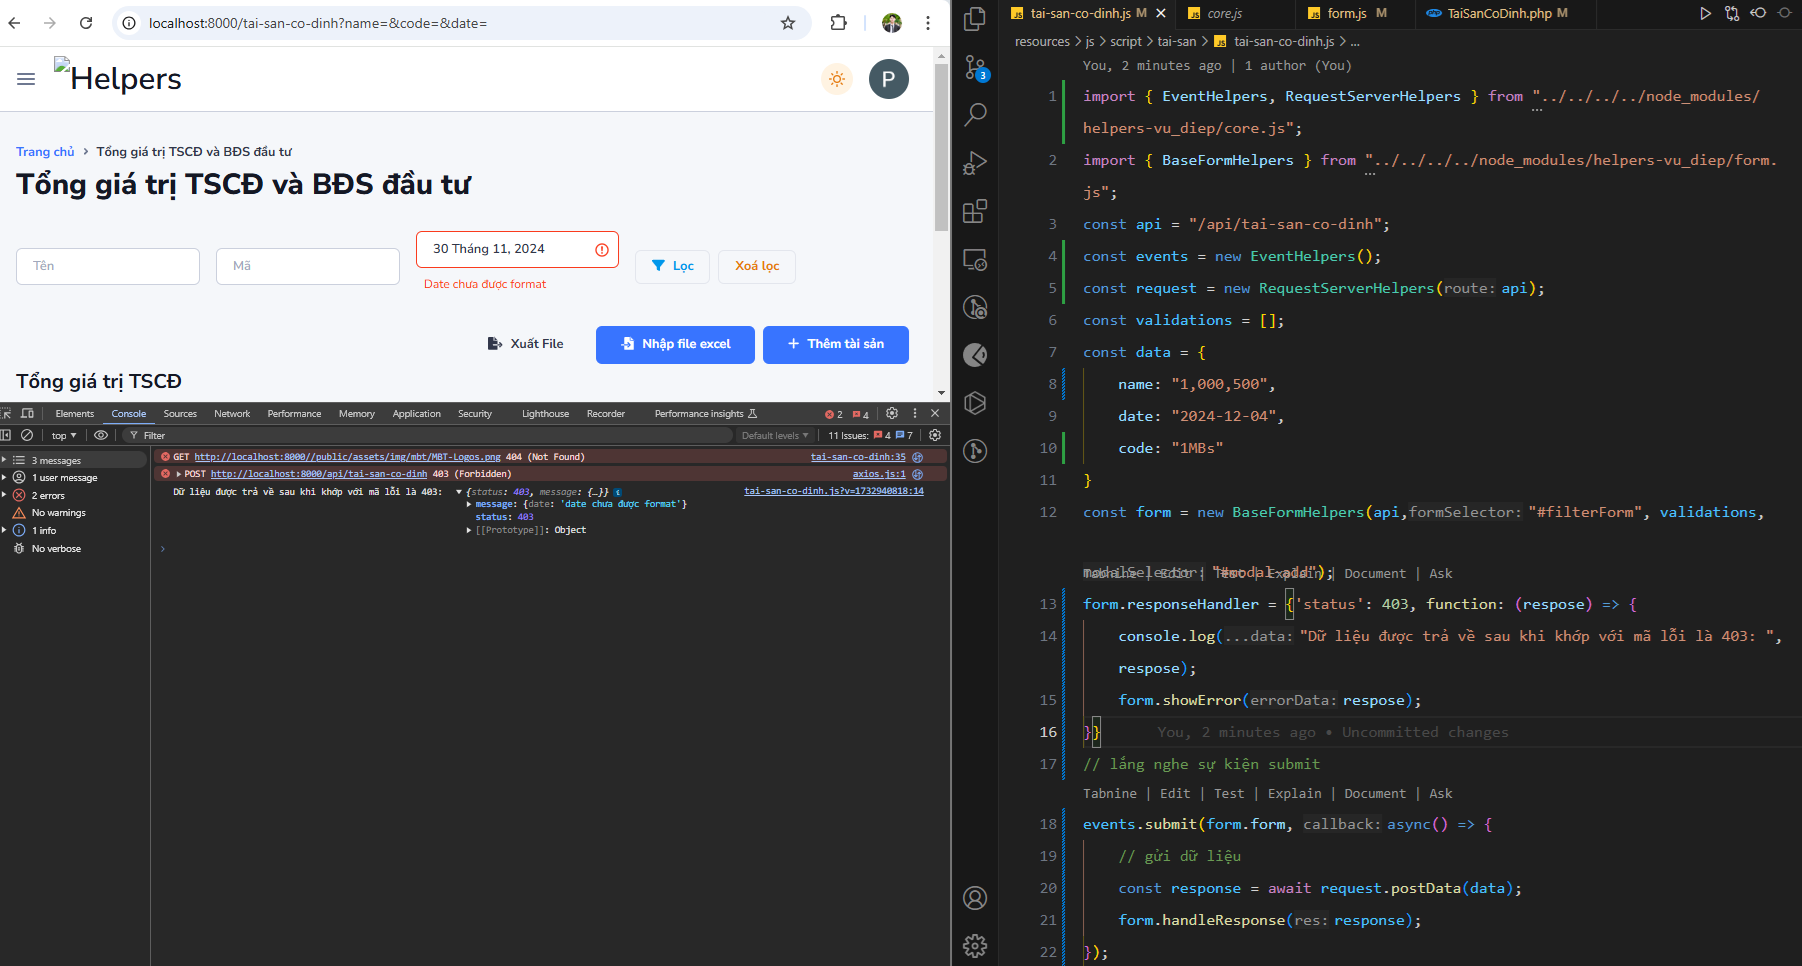 localhost:8000/tai-san-co-dinh?name=&code=&date=
Helpers
P
Trang chủ > Tổng giá trị TSCĐ và BĐS đầu tư
Tổng giá trị TSCĐ và BĐS đầu tư
Tên
Mã
30 Tháng 11, 2024
Date chưa được format
Lọc
Xoá lọc
Xuất File
Nhập file excel
+ Thêm tài sản
Tổng giá trị TSCĐ
Elements Console Sources Network Performance Memory Application Security Lighthouse Recorder Performance insights 2 4
top Filter Default levels 11 Issues: 4 7
3 messages
1 user message
2 errors
No warnings
1 info
No verbose
GET http://localhost:8000//public/assets/img/mbt/MBT-Logos.png 404 (Not Found) tai-san-co-dinh:35
POST http://localhost:8000/api/tai-san-co-dinh 403 (Forbidden) axios.js:1
Dữ liệu được trả về sau khi khớp với mã lỗi là 403: {status: 403, message: {…}} tai-san-co-dinh.js?v=1732940818:14
message: {date: 'date chưa được format'}
status: 403
[[Prototype]]: Object
3
tai-san-co-dinh.js M core.js form.js M TaiSanCoDinh.php M
resources > js > script > tai-san > tai-san-co-dinh.js > ...
You, 2 minutes ago | 1 author (You)
1 import { EventHelpers, RequestServerHelpers } from "../../../../node_modules/
helpers-vu_diep/core.js";
2 import { BaseFormHelpers } from "../../../../node_modules/helpers-vu_diep/form.
js";
3 const api = "/api/tai-san-co-dinh";
4 const events = new EventHelpers();
5 const request = new RequestServerHelpers(route: api);
6 const validations = [];
7 const data = {
8 name: "1,000,500",
9 date: "2024-12-04",
10 code: "1MBs"
11 }
12 const form = new BaseFormHelpers(api, formSelector: "#filterForm", validations,
modalSelector: "#modal-add");
Tabnine | Edit | Test | Explain | Document | Ask
13 form.responseHandler = {'status': 403, function: (respose) => {
14 console.log(...data: "Dữ liệu được trả về sau khi khớp với mã lỗi là 403: ",
respose);
15 form.showError(errorData: respose);
16 }} You, 2 minutes ago • Uncommitted changes
17 // lắng nghe sự kiện submit
Tabnine | Edit | Test | Explain | Document | Ask
18 events.submit(form.form, callback: async() => {
19 // gửi dữ liệu
20 const response = await request.postData(data);
21 form.handleResponse(res: response);
22 });